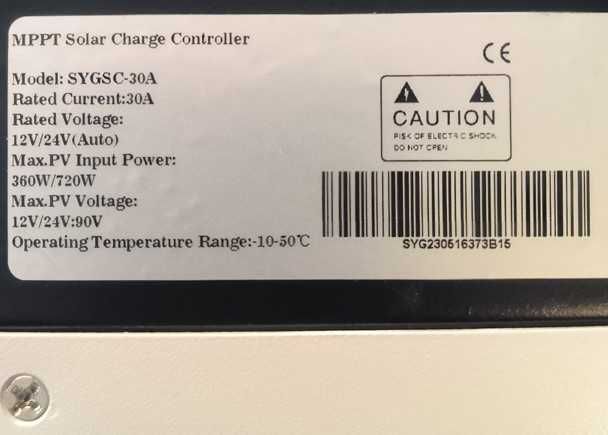 MPPT Solar Charge Controller
CE
Model: SYGSC-30A
Rated Current:30A
Rated Voltage:
12V/24V(Auto)
Max.PV Input Power:
360W/720W
Max.PV Voltage:
12V/24V:90V
Operating Temperature Range:-10-50℃
CAUTION
RISK OF ELECTRIC SHOCK
DO NOT OPEN
SYG230516373B15